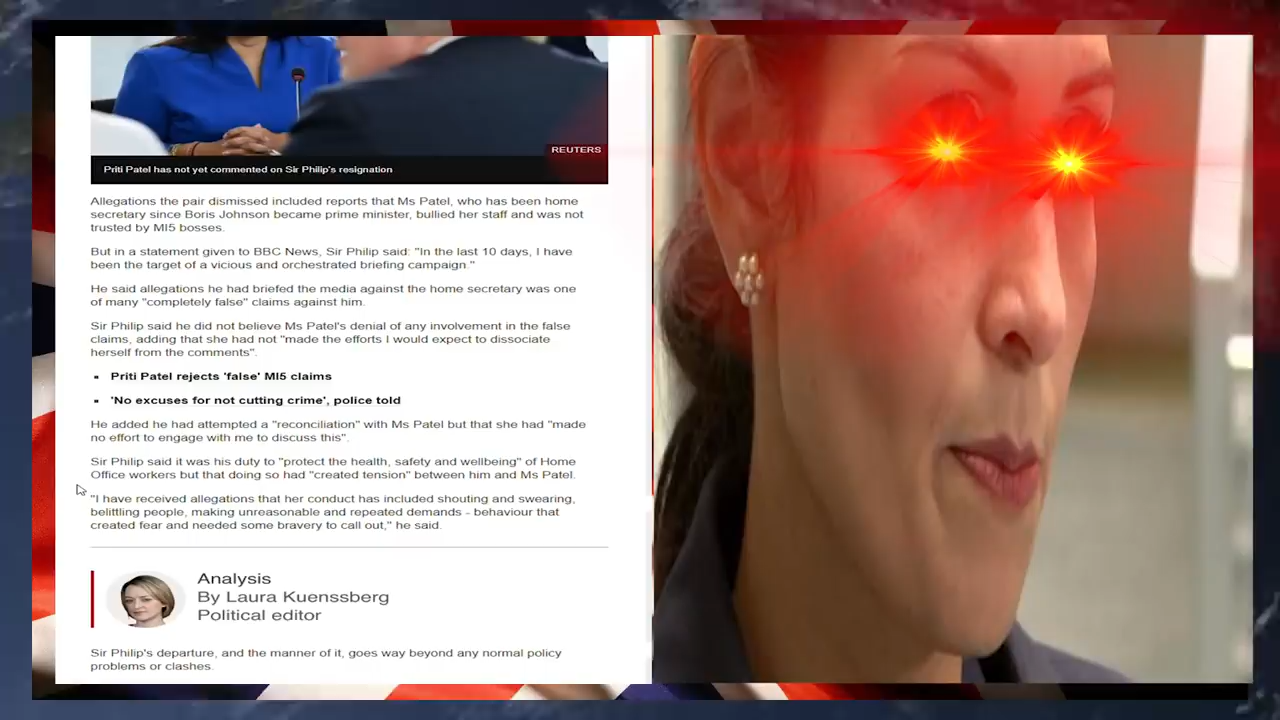 REUTERS
Priti Patel has not yet commented on Sir Philip's resignation
Allegations the pair dismissed included reports that Ms Patel, who has been home
secretary since Boris Johnson became prime minister, bullied her staff and was not
trusted by MI5 bosses.
But in a statement given to BBC News, Sir Philip said: "In the last 10 days, I have
been the target of a vicious and orchestrated briefing campaign."
He said allegations he had briefed the media against the home secretary was one
of many "completely false" claims against him.
Sir Philip said he did not believe Ms Patel's denial of any involvement in the false
claims, adding that she had not "made the efforts I would expect to dissociate
herself from the comments".
Priti Patel rejects 'false' MI5 claims
'No excuses for not cutting crime', police told
He added he had attempted a "reconciliation" with Ms Patel but that she had "made
no effort to engage with me to discuss this".
Sir Philip said it was his duty to "protect the health, safety and wellbeing" of Home
Office workers but that doing so had "created tension" between him and Ms Patel.
"I have received allegations that her conduct has included shouting and swearing,
belittling people, making unreasonable and repeated demands - behaviour that
created fear and needed some bravery to call out," he said.
Analysis
By Laura Kuenssberg
Political editor
Sir Philip's departure, and the manner of it, goes way beyond any normal policy
problems or clashes.